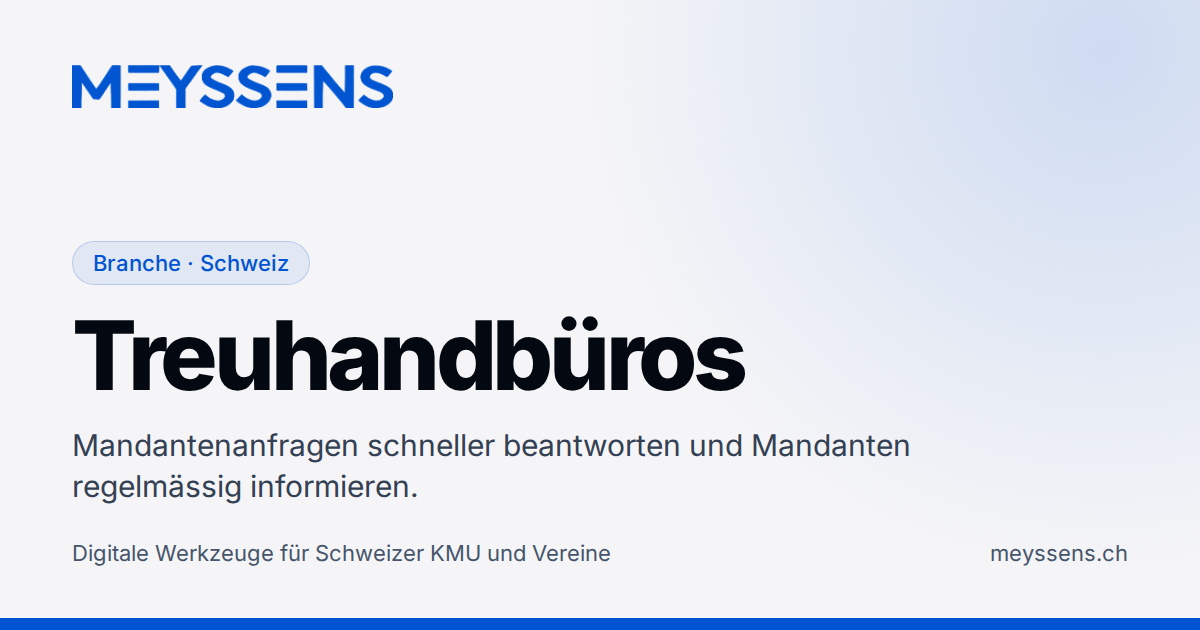 MEYSSENS
Branche · Schweiz
Treuhandbüros
Mandantenanfragen schneller beantworten und Mandanten
regelmässig informieren.
Digitale Werkzeuge für Schweizer KMU und Vereine
meyssens.ch